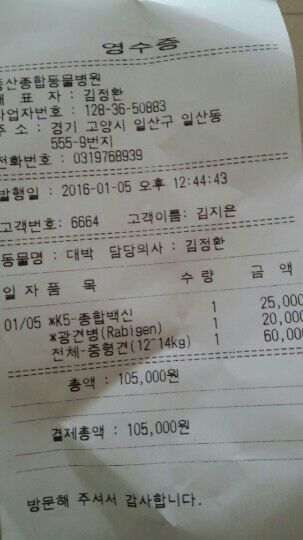 영수증
동산종합동물병원
대 표 자 : 김정환
사업자번호 : 128-36-50883
주 소 : 경기 고양시 일산구 일산동
555-9번지
전화번호 : 0319768939
발행일 : 2016-01-05 오후 12:44:43
고객번호: 6664 고객이름: 김지은
동물명 : 대박 담당의사 : 김정환
일 자 품 목 수 량 금 액
01/05 *K5-종합백신 1 25,000
*광견병(Rabigen) 1 20,000
전체-중형견(12~14kg) 1 60,000
총액 : 105,000원
결제총액 : 105,000원
방문해 주셔서 감사합니다.